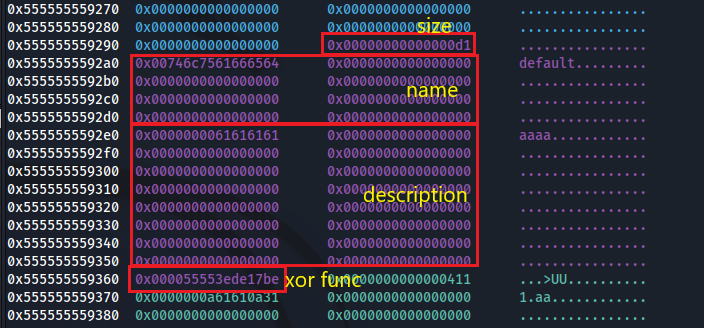 0x555555559270 0x0000000000000000 0x0000000000000000 ................
0x555555559280 0x0000000000000000 0x0000000000000000 ................
size
0x555555559290 0x0000000000000000 0x00000000000000d1 ................
0x5555555592a0 0x00746c7561666564 0x0000000000000000 default.........
0x5555555592b0 0x0000000000000000 0x0000000000000000 ................
name
0x5555555592c0 0x0000000000000000 0x0000000000000000 ................
0x5555555592d0 0x0000000000000000 0x0000000000000000 ................
0x5555555592e0 0x0000000061616161 0x0000000000000000 aaaa............
0x5555555592f0 0x0000000000000000 0x0000000000000000 ................
0x555555559300 0x0000000000000000 0x0000000000000000 ................
0x555555559310 0x0000000000000000 0x0000000000000000 ................
description
0x555555559320 0x0000000000000000 0x0000000000000000 ................
0x555555559330 0x0000000000000000 0x0000000000000000 ................
0x555555559340 0x0000000000000000 0x0000000000000000 ................
0x555555559350 0x0000000000000000 0x0000000000000000 ................
0x555555559360 0x000055553ede17be 0x0000000000000411 ...>UU..........
xor func
0x555555559370 0x0000000a61610a31 0x0000000000000000 1.aa............
0x555555559380 0x0000000000000000 0x0000000000000000 ................